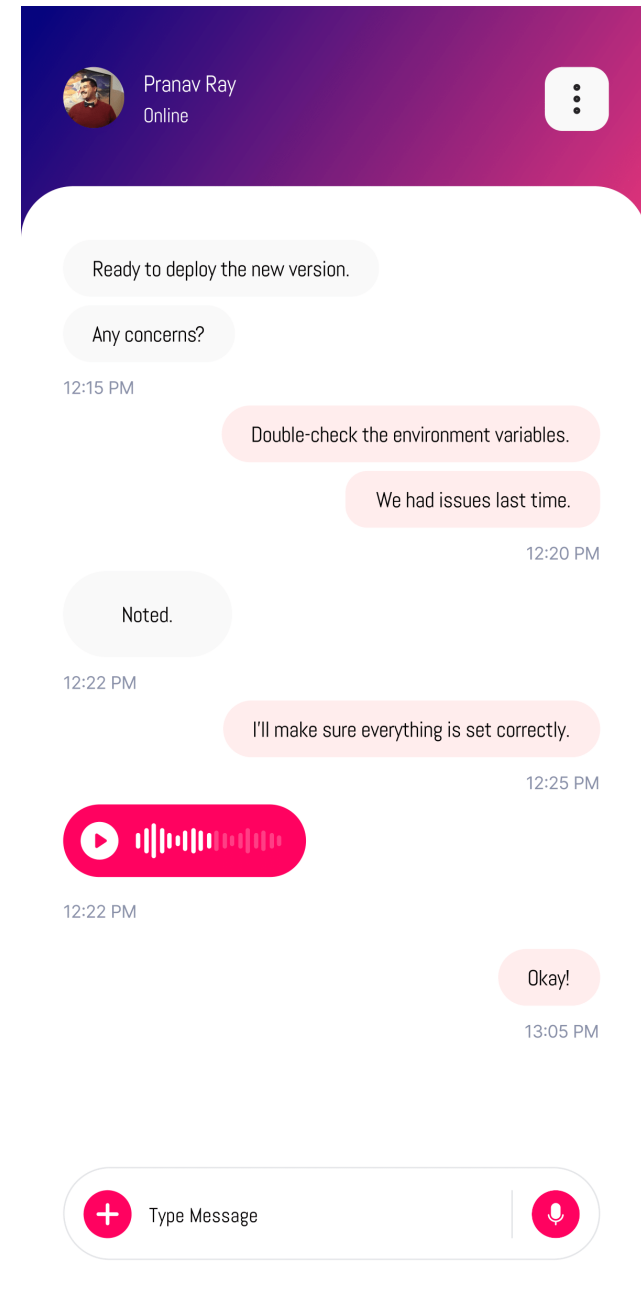 Pranav Ray
Online
Ready to deploy the new version.
Any concerns?
12:15 PM
Double-check the environment variables.
We had issues last time.
12:20 PM
Noted.
12:22 PM
I'll make sure everything is set correctly.
12:25 PM
12:22 PM
Okay!
13:05 PM
Type Message